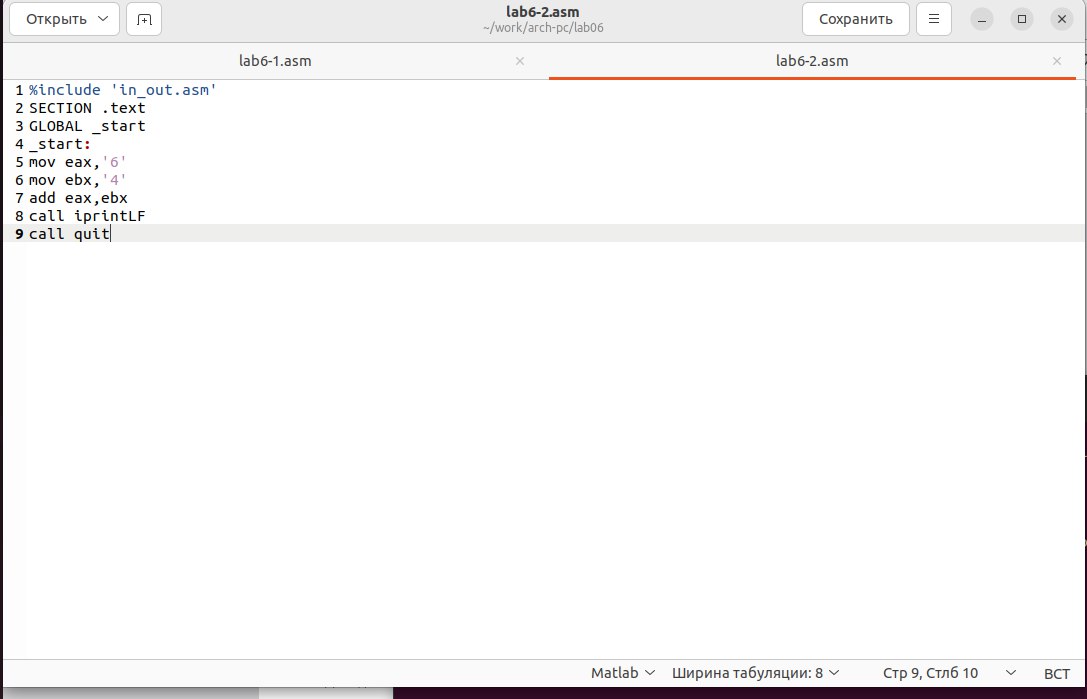 Открыть
lab6-2.asm
~/work/arch-pc/lab06
Сохранить
lab6-1.asm
lab6-2.asm
1 %include 'in_out.asm'
2 SECTION .text
3 GLOBAL _start
4 _start:
5 mov eax,'6'
6 mov ebx,'4'
7 add eax,ebx
8 call iprintLF
9 call quit
Matlab Ширина табуляции: 8 Стр 9, Стлб 10 ВСТ